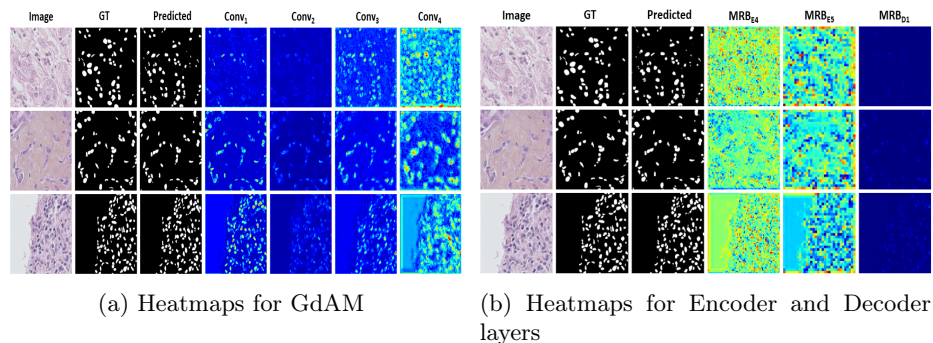 Image GT Predicted Conv1 Conv2 Conv3 Conv4
Image GT Predicted MRBE4 MRBE5 MRBD1
(a) Heatmaps for GdAM
(b) Heatmaps for Encoder and Decoder
layers